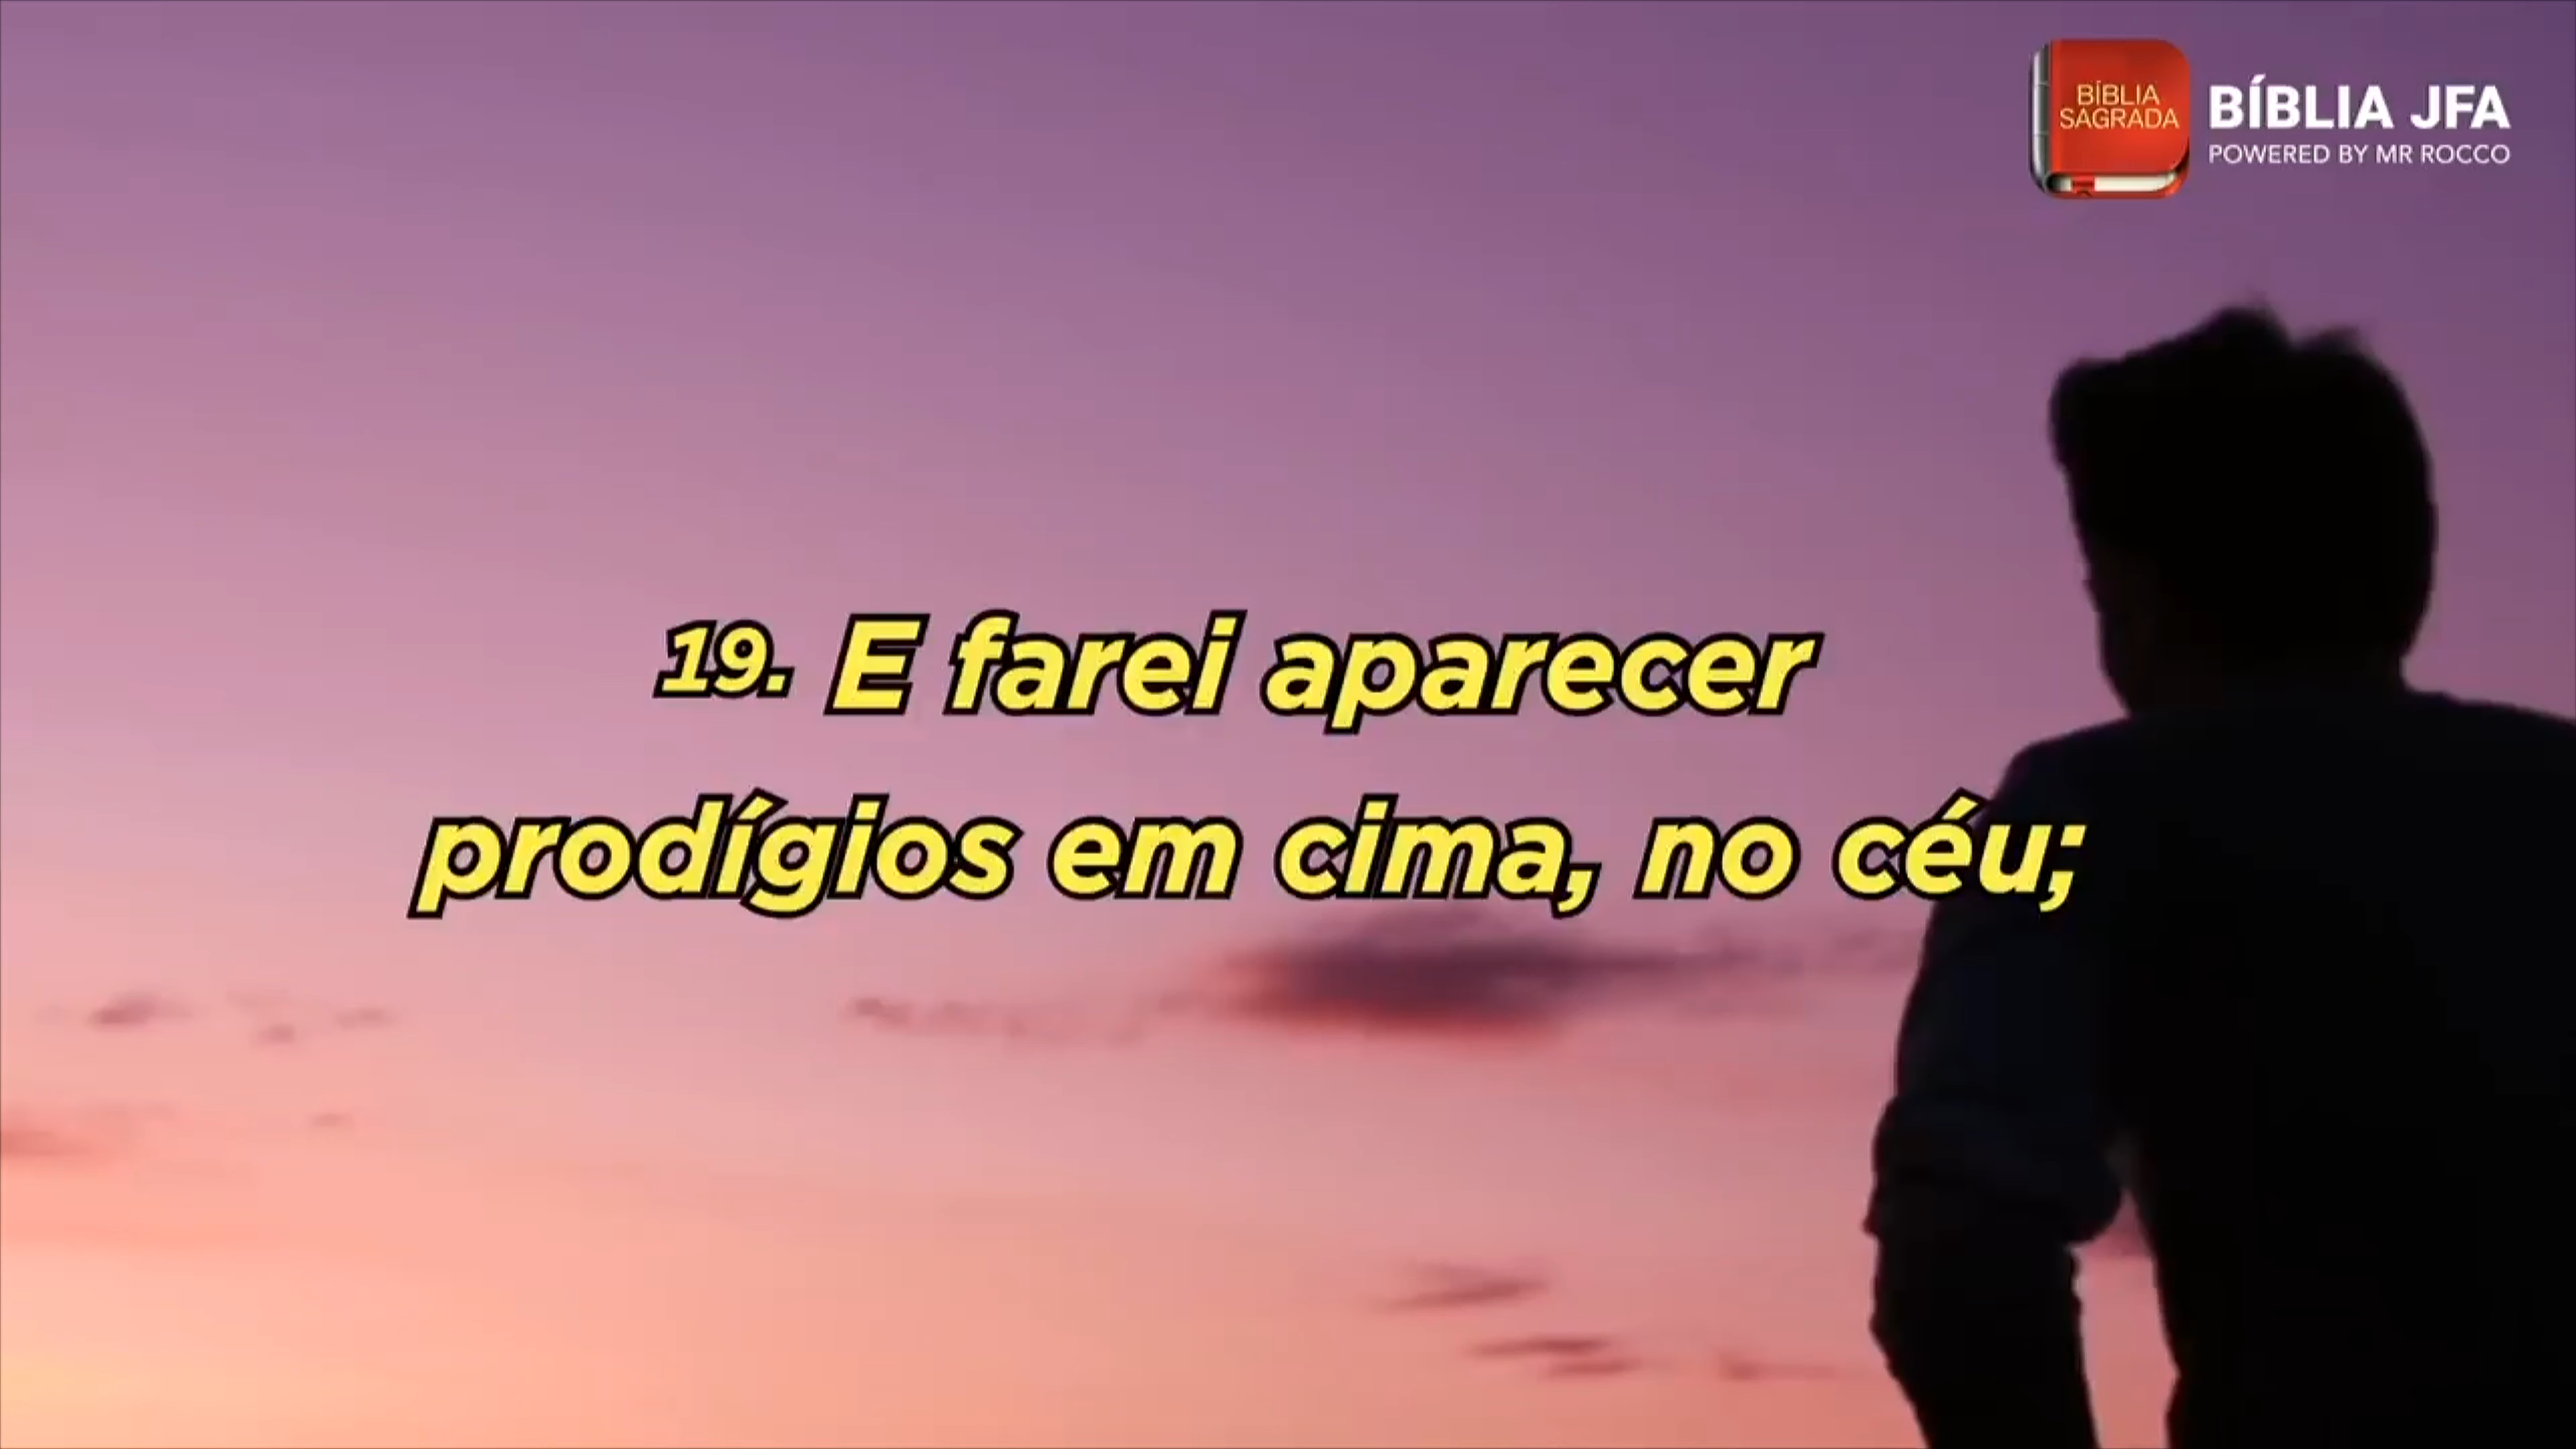 BÍBLIA
SAGRADA
BÍBLIA JFA
POWERED BY MR ROCCO
19. E farei aparecer
prodígios em cima, no céu;